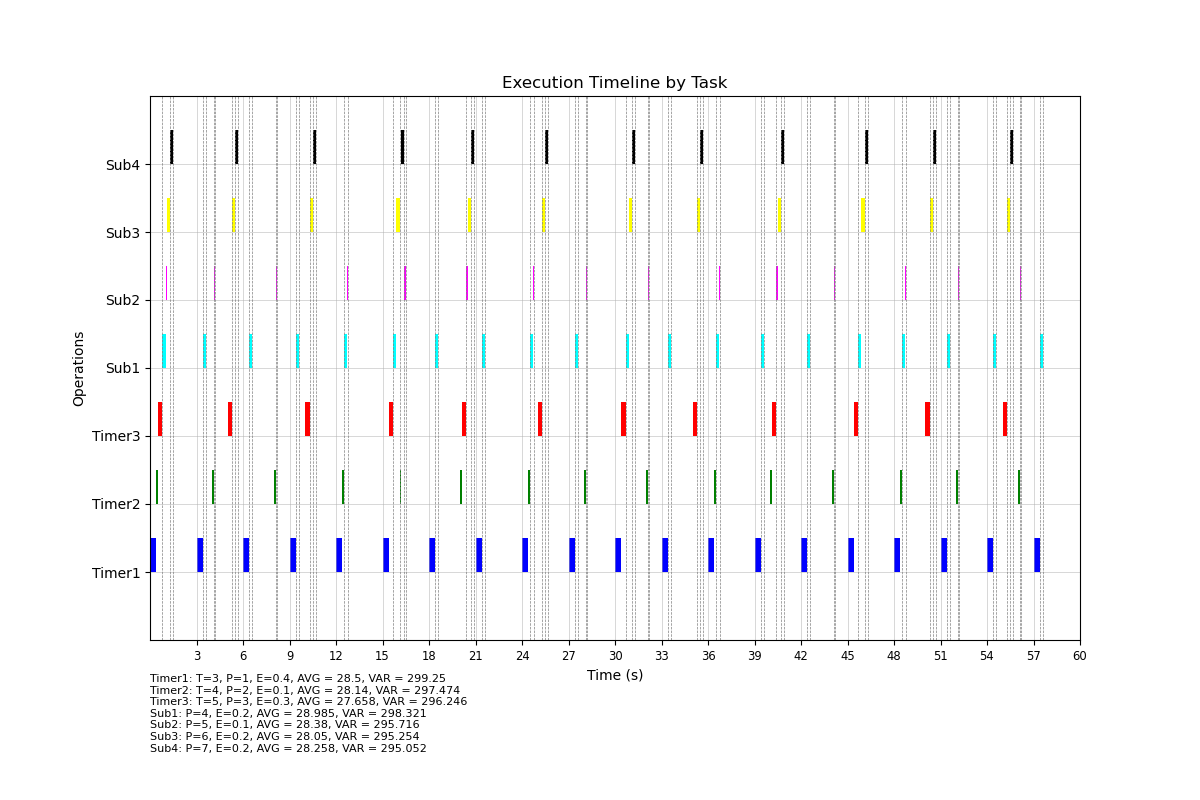 Execution Timeline by Task
Sub4
Sub3
Sub2
Sub1
Timer3
Timer2
Timer1
Operations
3 6 9 12 15 18 21 24 27 30 33 36 39 42 45 48 51 54 57 60
Time (s)
Timer1: T=3, P=1, E=0.4, AVG = 28.5, VAR = 299.25
Timer2: T=4, P=2, E=0.1, AVG = 28.14, VAR = 297.474
Timer3: T=5, P=3, E=0.3, AVG = 27.658, VAR = 296.246
Sub1: P=4, E=0.2, AVG = 28.985, VAR = 298.321
Sub2: P=5, E=0.1, AVG = 28.38, VAR = 295.716
Sub3: P=6, E=0.2, AVG = 28.05, VAR = 295.254
Sub4: P=7, E=0.2, AVG = 28.258, VAR = 295.052